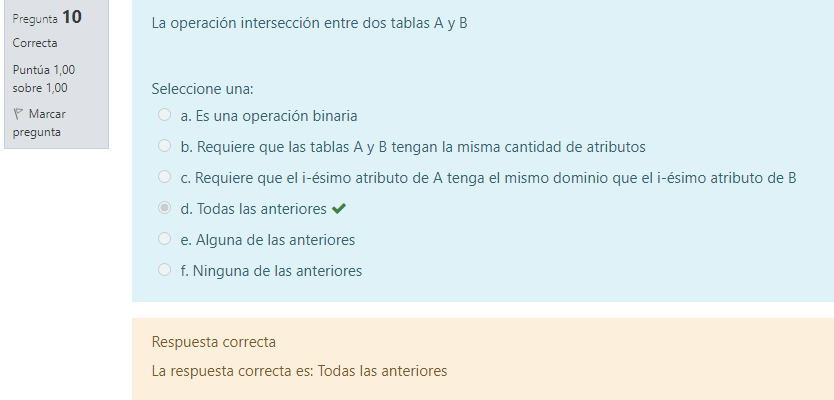 Pregunta 10
Correcta
Puntúa 1,00
sobre 1,00
Marcar
pregunta
La operación intersección entre dos tablas A y B
Seleccione una:
a. Es una operación binaria
b. Requiere que las tablas A y B tengan la misma cantidad de atributos
c. Requiere que el i-ésimo atributo de A tenga el mismo dominio que el i-ésimo atributo de B
d. Todas las anteriores
e. Alguna de las anteriores
f. Ninguna de las anteriores
Respuesta correcta
La respuesta correcta es: Todas las anteriores